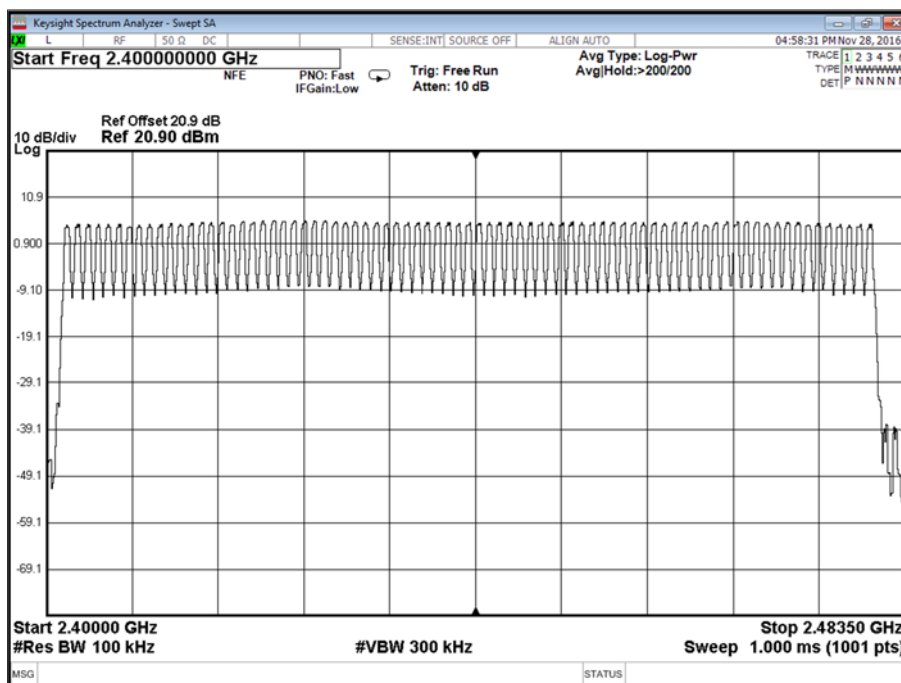 Keysight Spectrum Analyzer - Swept SA
LXI L RF 50 Ω DC SENSE:INT SOURCE OFF ALIGN AUTO 04:58:31 PM Nov 28, 2016
Start Freq 2.400000000 GHz
NFE PNO: Fast IFGain:Low Trig: Free Run Atten: 10 dB Avg Type: Log-Pwr Avg|Hold:>200/200
TRACE 1 2 3 4 5 6
TYPE M WWWWW
DET P N N N N N
Ref Offset 20.9 dB
10 dB/div Ref 20.90 dBm
Log
10.9
0.900
-9.10
-19.1
-29.1
-39.1
-49.1
-59.1
-69.1
Start 2.40000 GHz Stop 2.48350 GHz
#Res BW 100 kHz #VBW 300 kHz Sweep 1.000 ms (1001 pts)
MSG STATUS